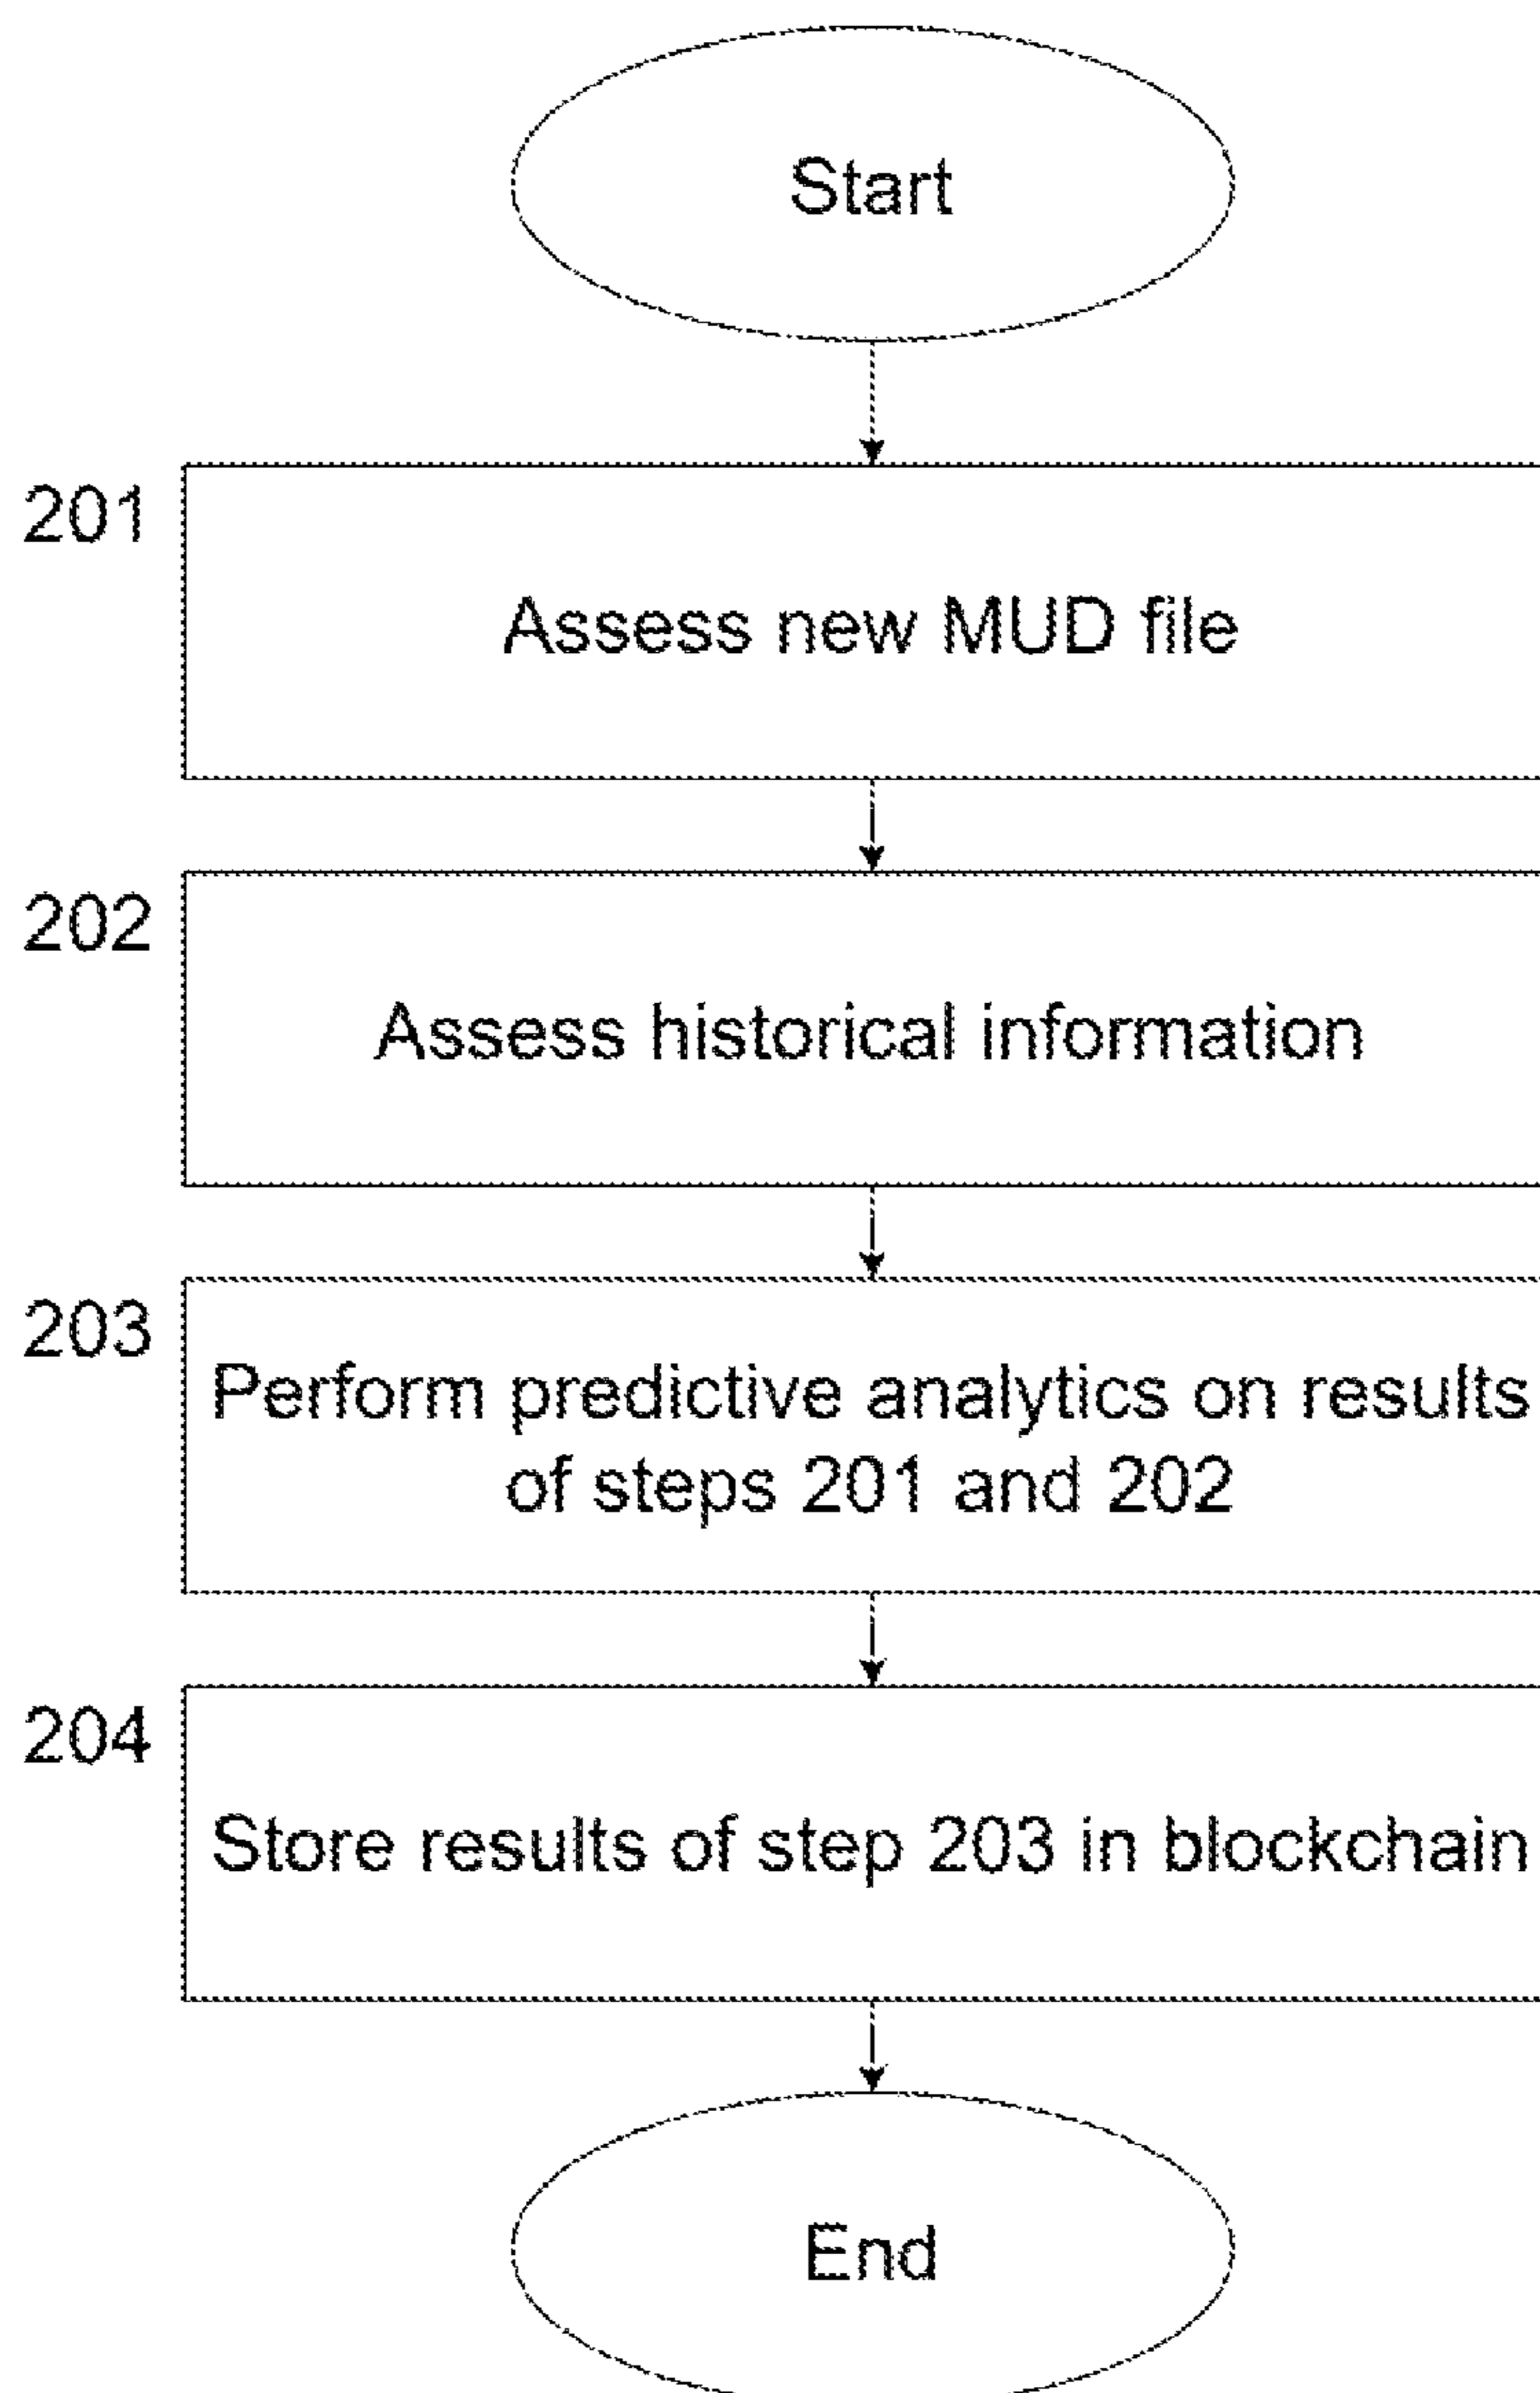 Start
201
Assess new MUD file
202
Assess historical information
203
Perform predictive analytics on results
of steps 201 and 202
204
Store results of step 203 in blockchain
End